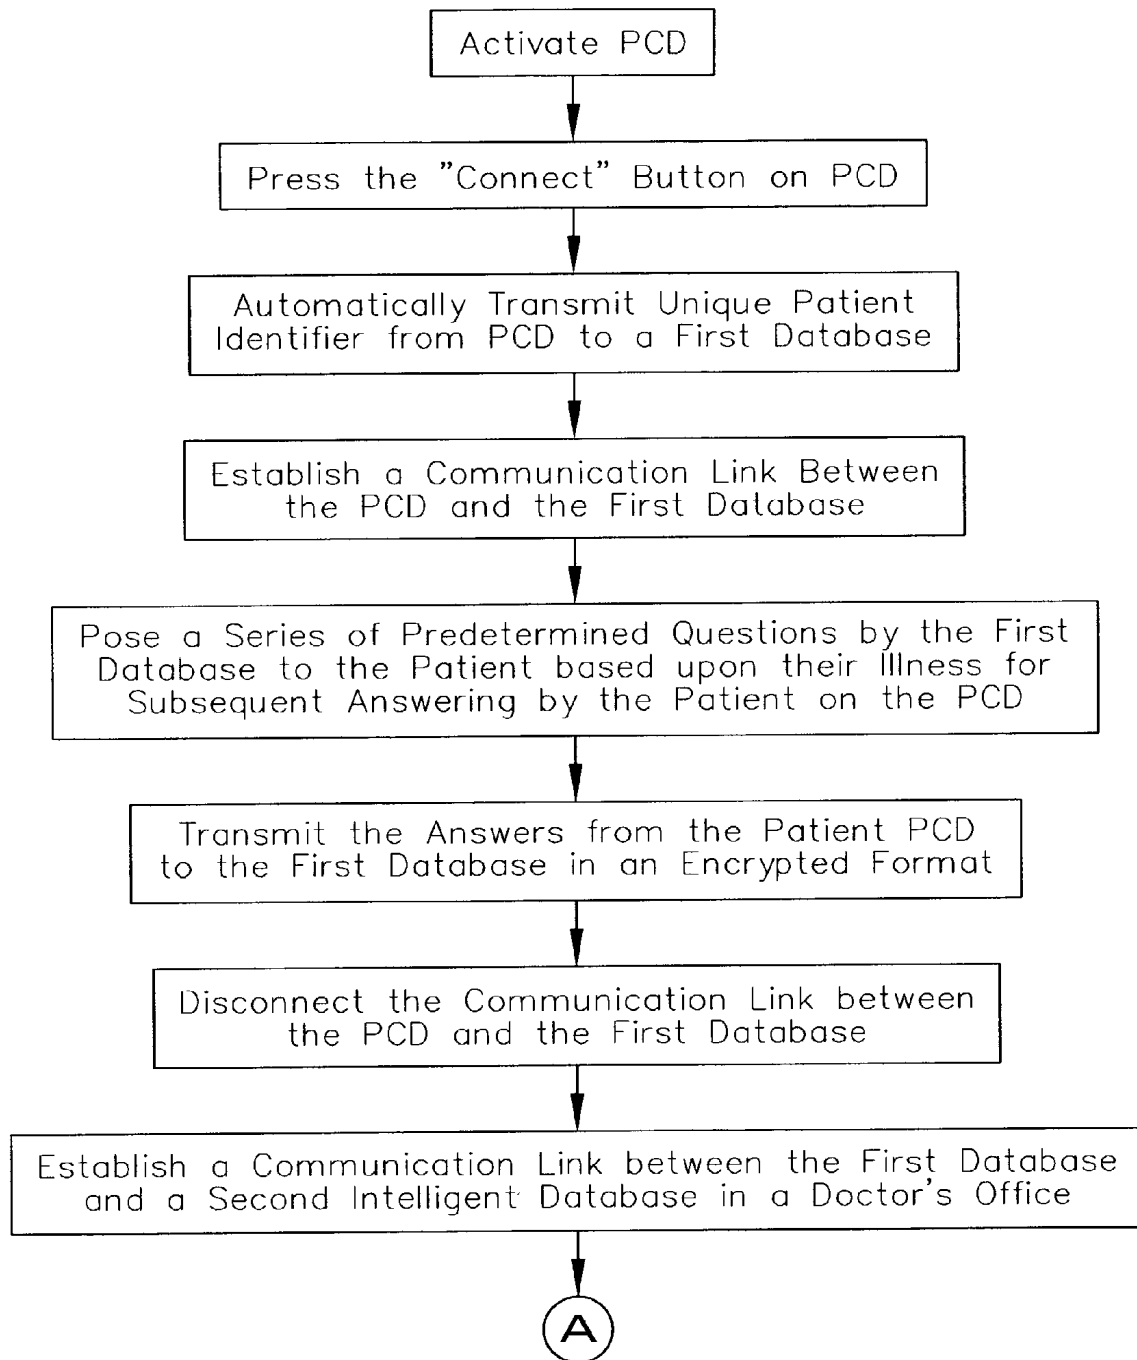 Activate PCD
Press the "Connect" Button on PCD
Automatically Transmit Unique Patient
Identifier from PCD to a First Database
Establish a Communication Link Between
the PCD and the First Database
Pose a Series of Predetermined Questions by the First
Database to the Patient based upon their Illness for
Subsequent Answering by the Patient on the PCD
Transmit the Answers from the Patient PCD
to the First Database in an Encrypted Format
Disconnect the Communication Link between
the PCD and the First Database
Establish a Communication Link between the First Database
and a Second Intelligent Database in a Doctor's Office
A